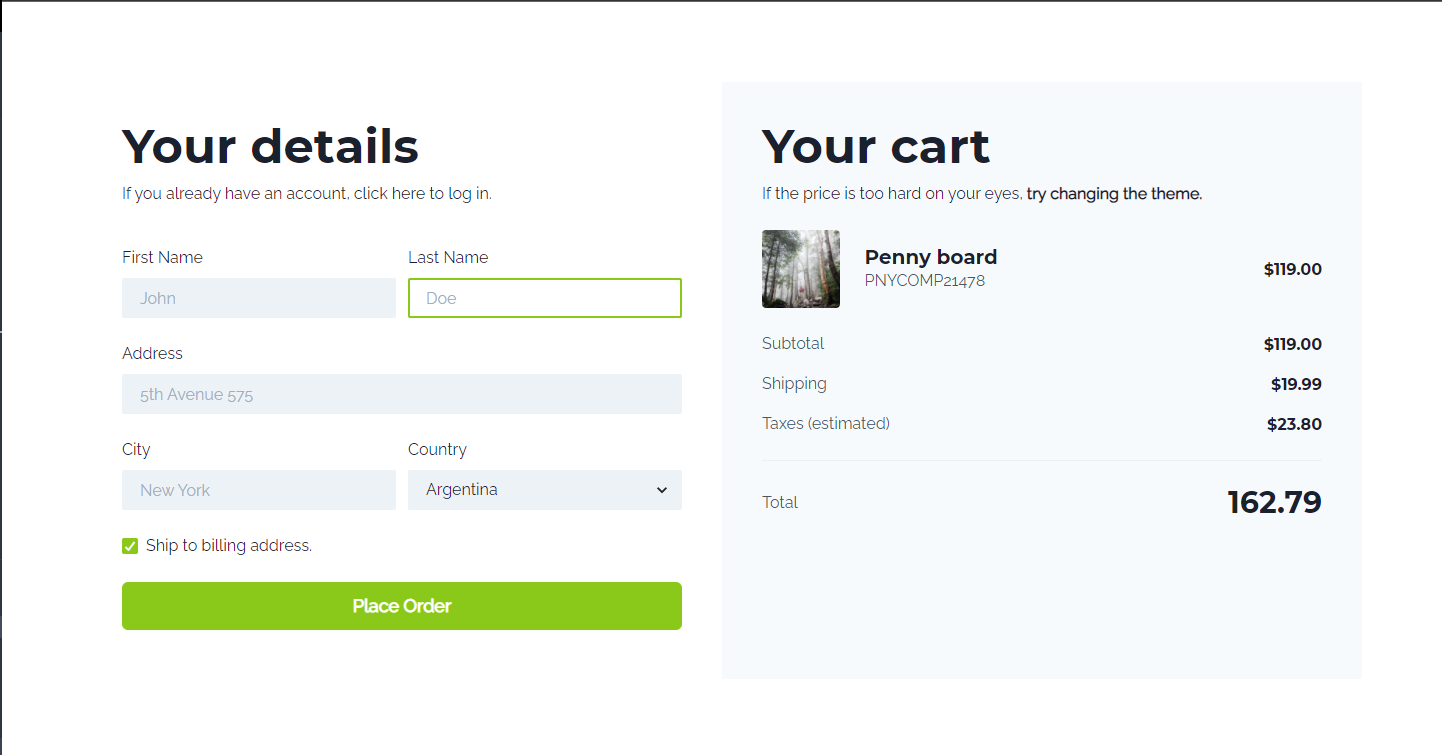 Your details
If you already have an account, click here to log in.
First Name
Last Name
John
Doe
Address
5th Avenue 575
City
Country
New York
Argentina
Ship to billing address.
Place Order
Your cart
If the price is too hard on your eyes, try changing the theme.
Penny board
PNYCOMP21478
$119.00
Subtotal
$119.00
Shipping
$19.99
Taxes (estimated)
$23.80
Total
162.79